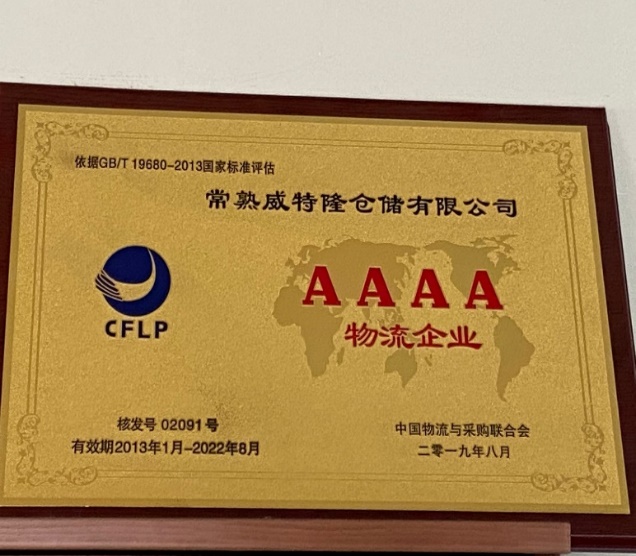 依据GB/T 19680-2013国家标准评估
常熟威特隆仓储有限公司
AAAA
物流企业
CFLP
核发号 02091号
有效期2013年1月-2022年8月
中国物流与采购联合会
二零一九年八月